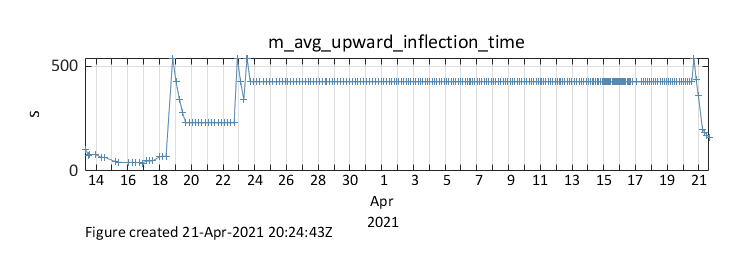 m_avg_upward_inflection_time
500
s
0
14 16 18 20 22 24 26 28 30 1 3 5 7 9 11 13 15 17 19 21
Apr
2021
Figure created 21-Apr-2021 20:24:43Z